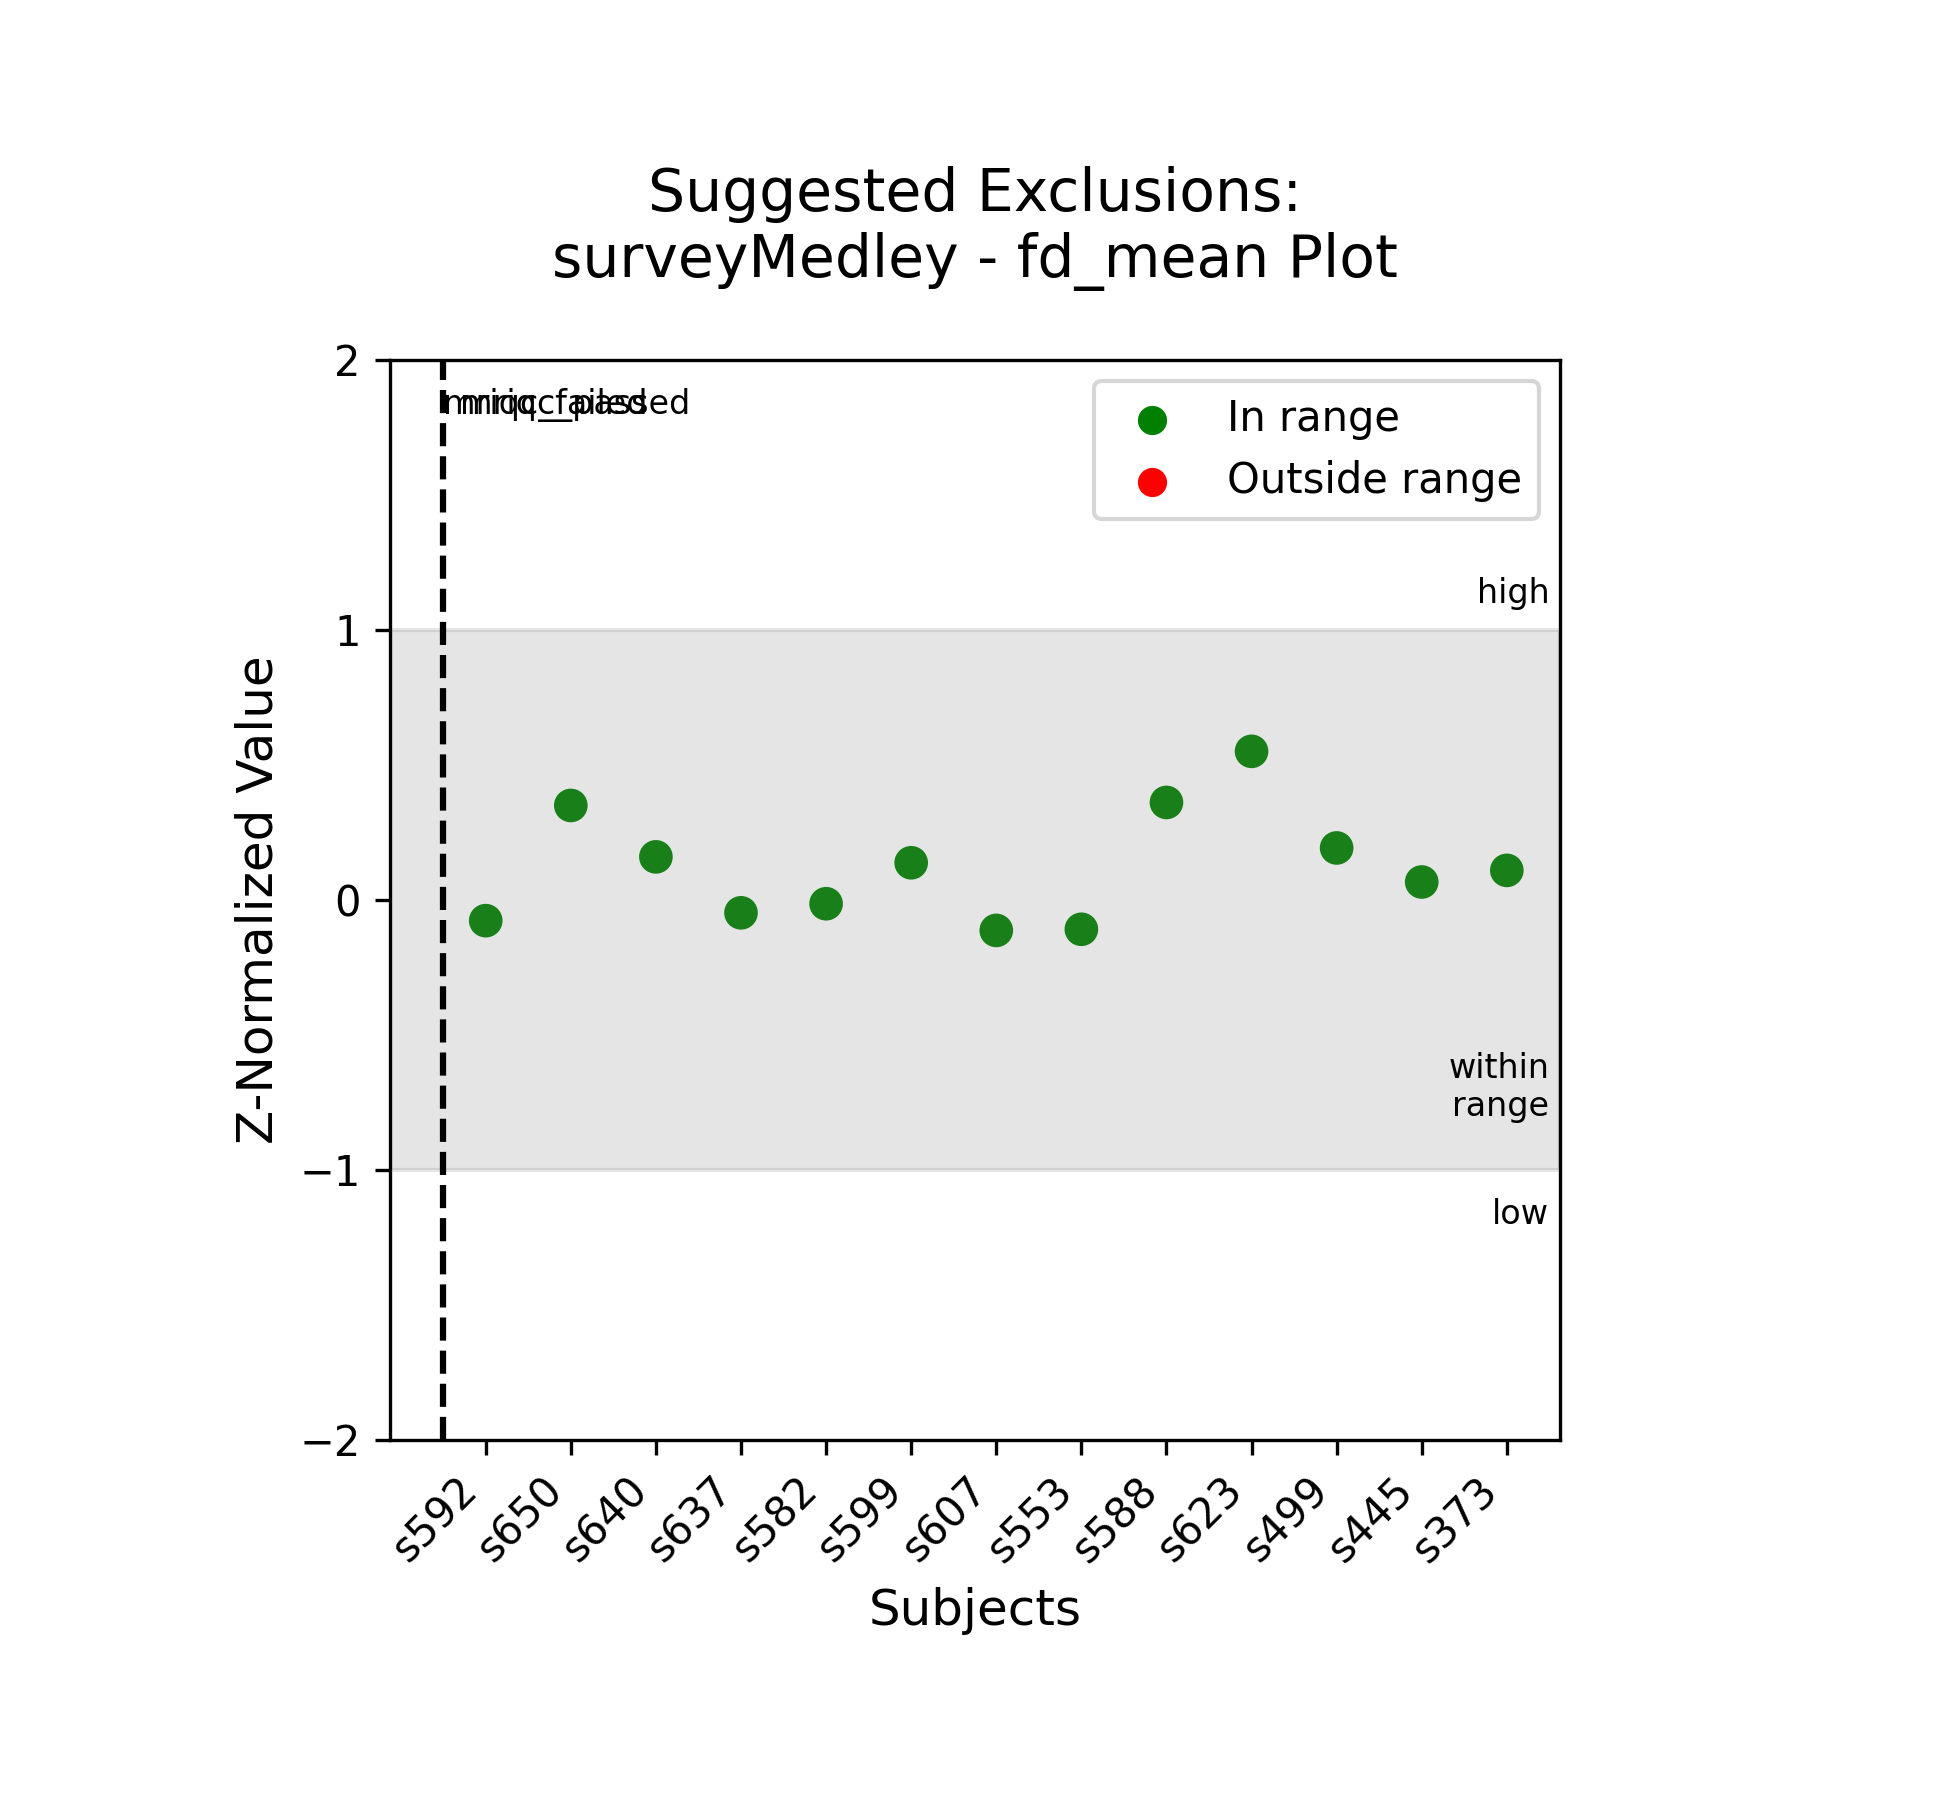 Suggested Exclusions:
surveyMedley - fd_mean Plot
2
1
0
−1
−2
Z-Normalized Value
In range
Outside range
high
within
range
low
s592
s650
s640
s637
s582
s599
s607
s553
s588
s623
s499
s445
s373
Subjects